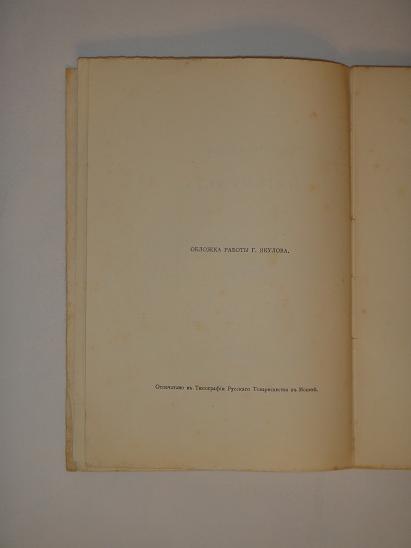 ОБЛОЖКА РАБОТЫ Г. ЯКУЛОВА.
Отпечатано въ Типографіи Русскаго Товарищества въ Москвѣ.